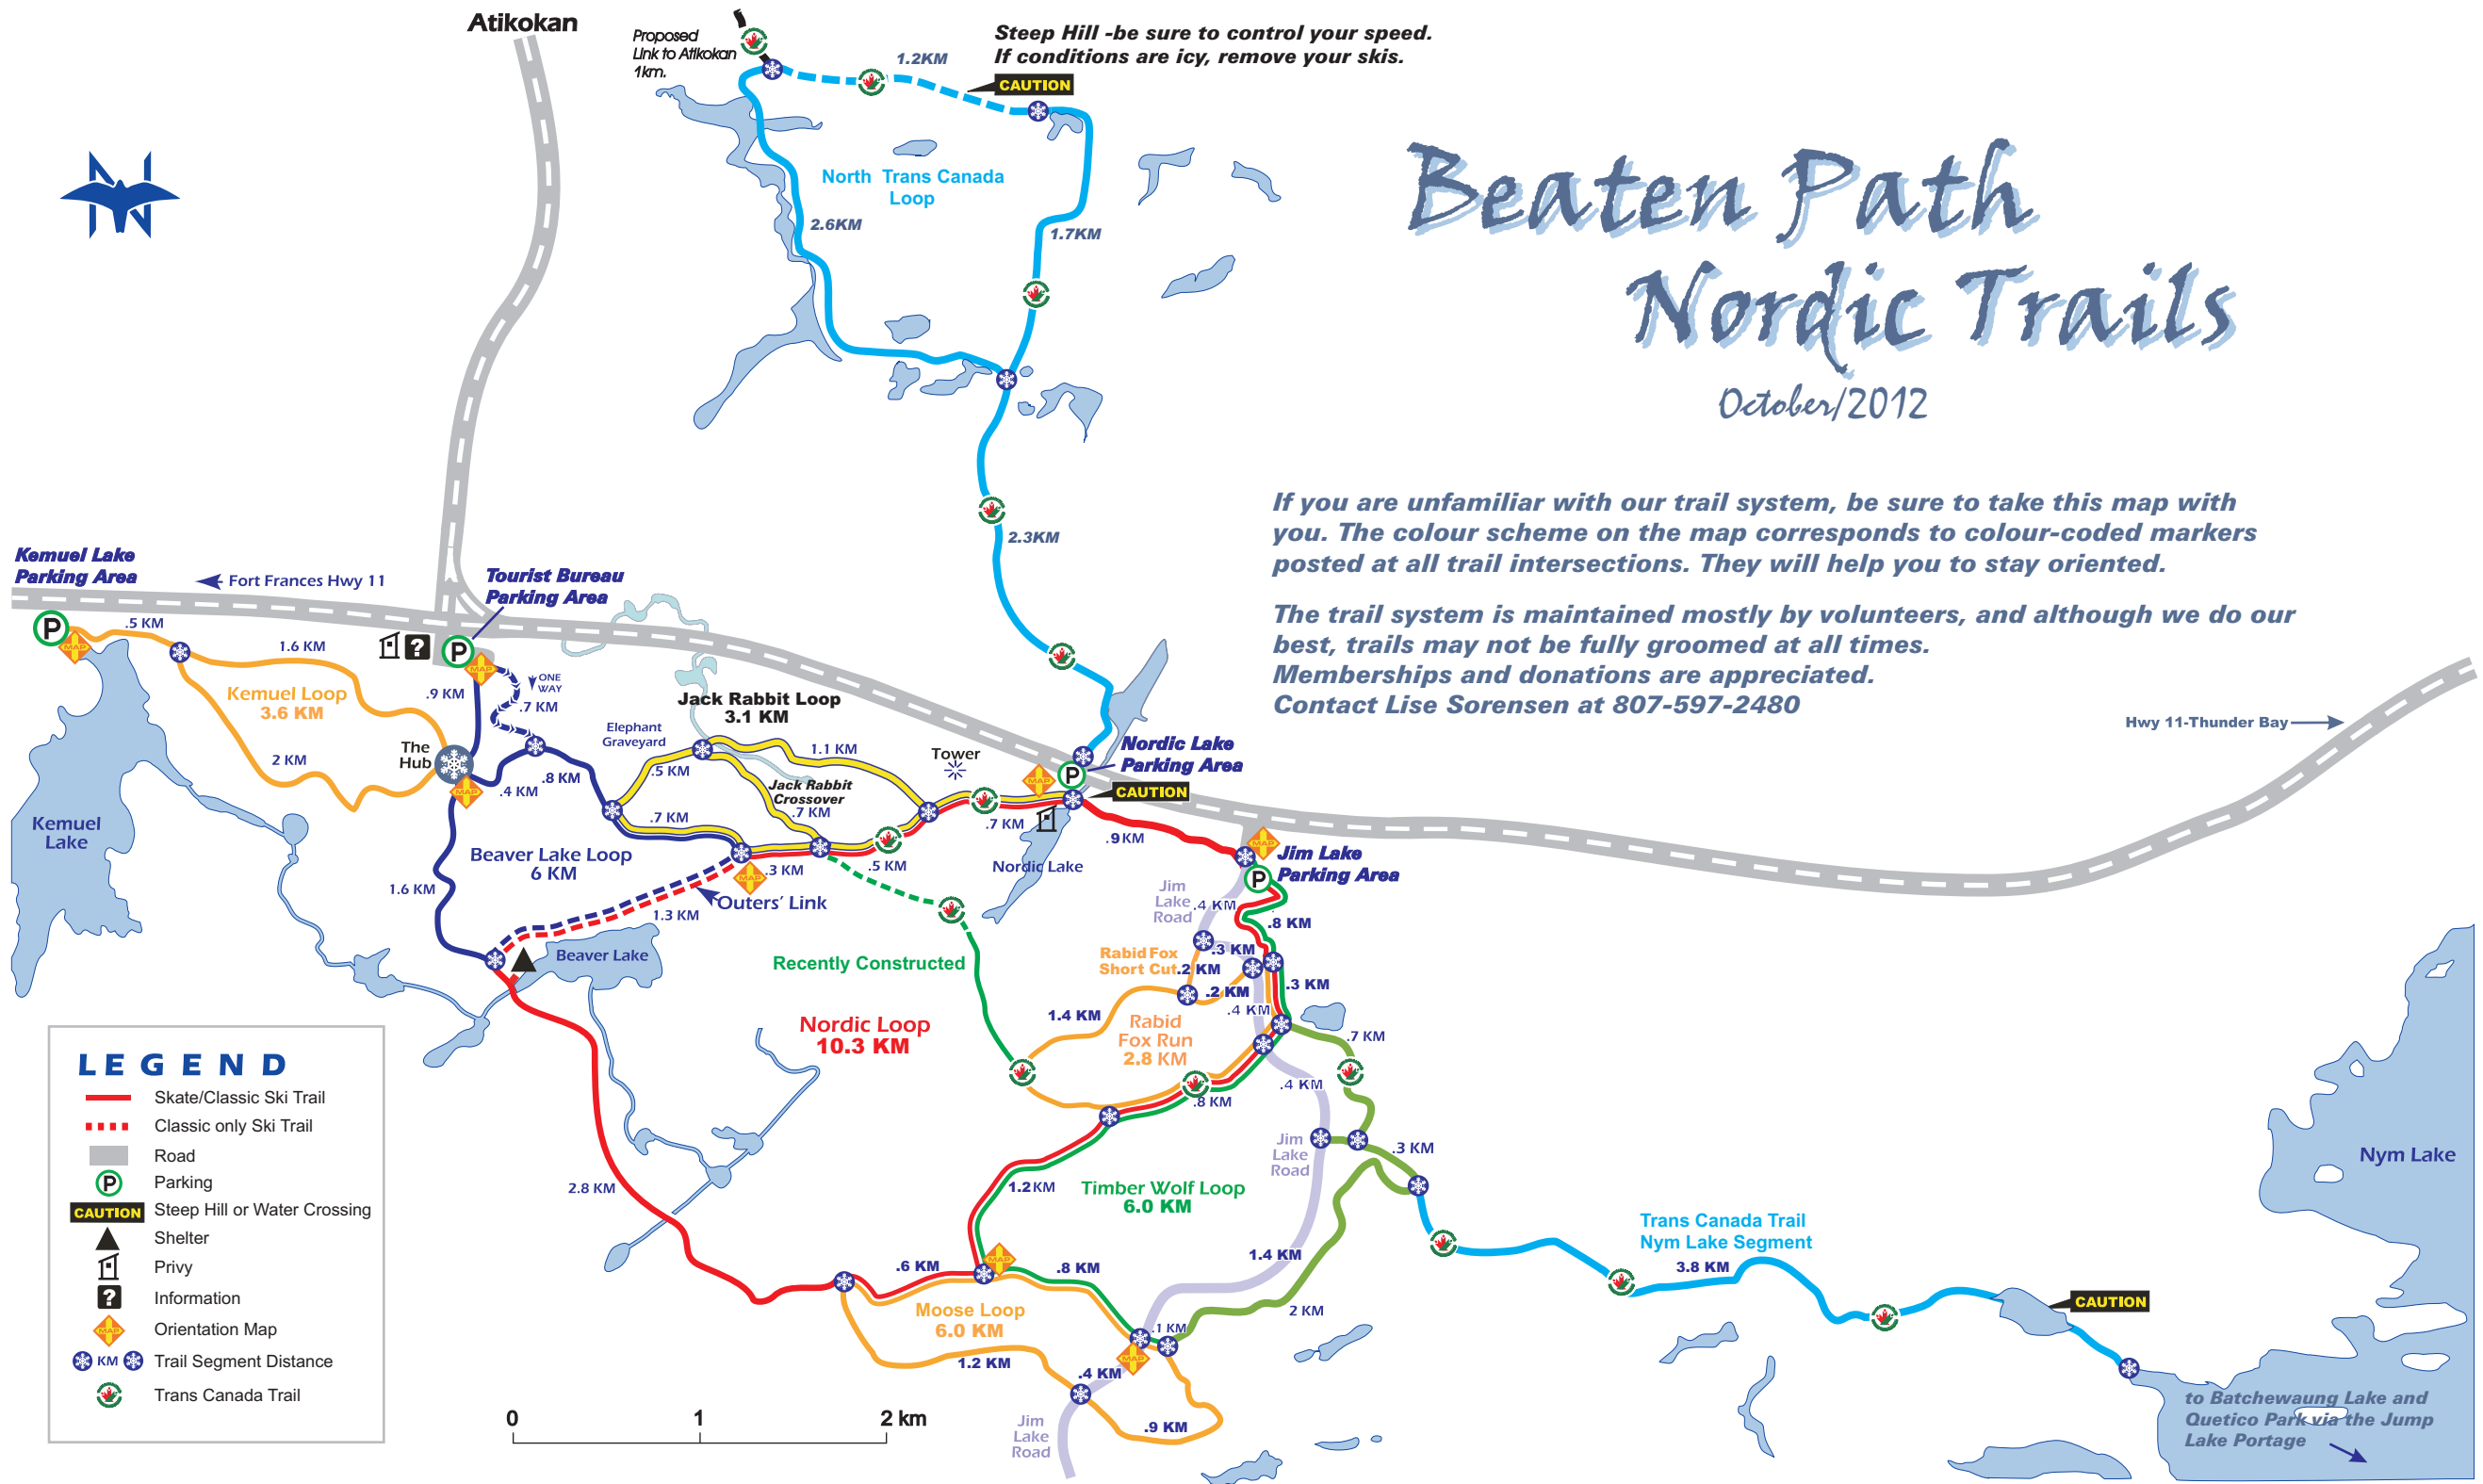 Atikokan
Proposed
Link to Atikokan
1km.
1.2KM
Steep Hill -be sure to control your speed.
If conditions are icy, remove your skis.
CAUTION
N
North Trans Canada
Loop
2.6KM
1.7KM
Beaten Path
Nordic Trails
October/2012
2.3KM
If you are unfamiliar with our trail system, be sure to take this map with
you. The colour scheme on the map corresponds to colour-coded markers
posted at all trail intersections. They will help you to stay oriented.
The trail system is maintained mostly by volunteers, and although we do our
best, trails may not be fully groomed at all times.
Memberships and donations are appreciated.
Contact Lise Sorensen at 807-597-2480
Kemuel Lake
Parking Area
Fort Frances Hwy 11
Tourist Bureau
Parking Area
P
MAP
.5 KM
1.6 KM
?
P
MAP
Kemuel Loop
3.6 KM
2 KM
.9 KM
ONE
WAY
.7 KM
The
Hub
MAP
.4 KM
.8 KM
Elephant
Graveyard
Jack Rabbit Loop
3.1 KM
1.1 KM
.5 KM
Jack Rabbit
Crossover
.7 KM
.7 KM
Tower
MAP
P
Nordic Lake
Parking Area
CAUTION
.7 KM
Hwy 11-Thunder Bay
Kemuel
Lake
Beaver Lake Loop
6 KM
1.6 KM
.3 KM
.5 KM
MAP
Outers' Link
1.3 KM
Nordic Lake
.9KM
MAP
Jim Lake
Parking Area
P
Jim
Lake
Road
.4 KM
.8 KM
Beaver Lake
Recently Constructed
Rabid Fox
Short Cut
.3 KM
.2 KM
.2 KM
.3 KM
.4 KM
1.4 KM
Rabid
Fox Run
2.8 KM
.7 KM
Nordic Loop
10.3 KM
.4 KM
.8 KM
Jim
Lake
Road
.3 KM
Nym Lake
2.8 KM
1.2KM
Timber Wolf Loop
6.0 KM
Trans Canada Trail
Nym Lake Segment
3.8 KM
1.4 KM
MAP
.6 KM
.8 KM
Moose Loop
6.0 KM
2 KM
CAUTION
.1 KM
MAP
1.2 KM
.4 KM
.9 KM
Jim
Lake
Road
to Batchewaung Lake and
Quetico Park via the Jump
Lake Portage
LEGEND
Skate/Classic Ski Trail
Classic only Ski Trail
Road
P Parking
CAUTION Steep Hill or Water Crossing
Shelter
Privy
? Information
MAP Orientation Map
KM Trail Segment Distance
Trans Canada Trail
0 1 2 km